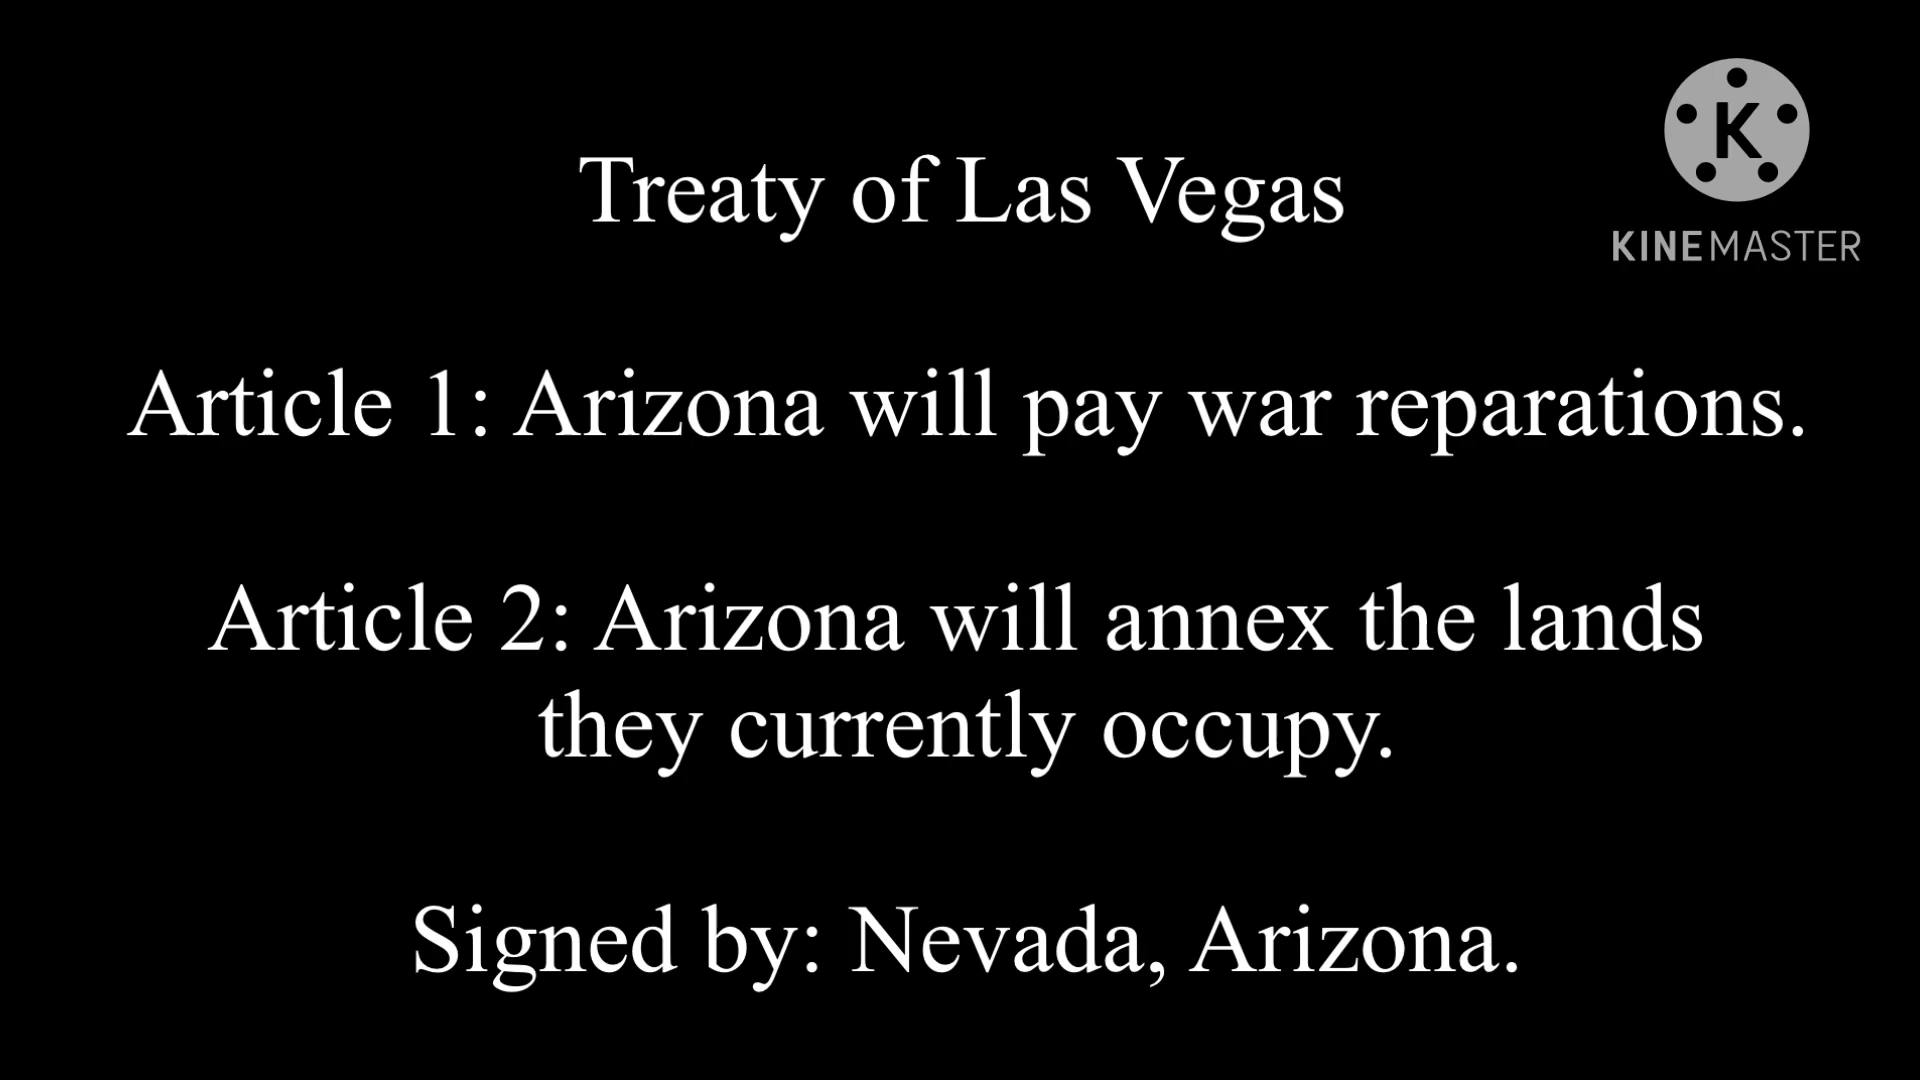 Treaty of Las Vegas
K
KINEMASTER
Article 1: Arizona will pay war reparations.
Article 2: Arizona will annex the lands
they currently occupy.
Signed by: Nevada, Arizona.